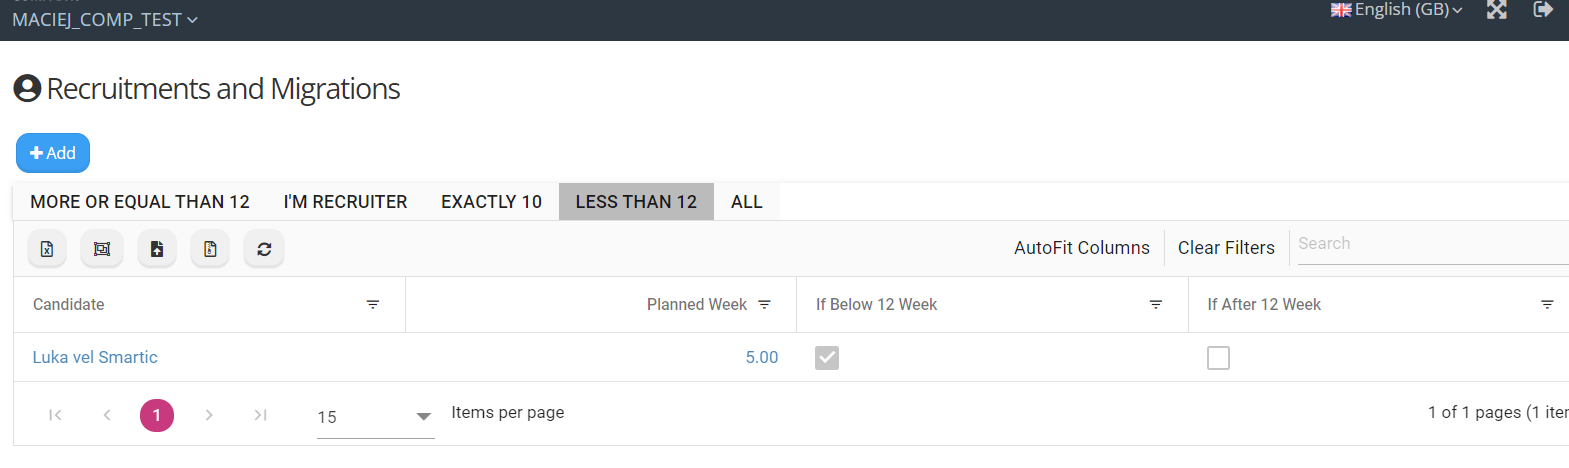 MACIEJ_COMP_TEST
English (GB)
Recruitments and Migrations
Add
MORE OR EQUAL THAN 12 I'M RECRUITER EXACTLY 10 LESS THAN 12 ALL
AutoFit Columns Clear Filters Search
Candidate Planned Week If Below 12 Week If After 12 Week
Luka vel Smartic 5.00
1 15 Items per page 1 of 1 pages (1 iter